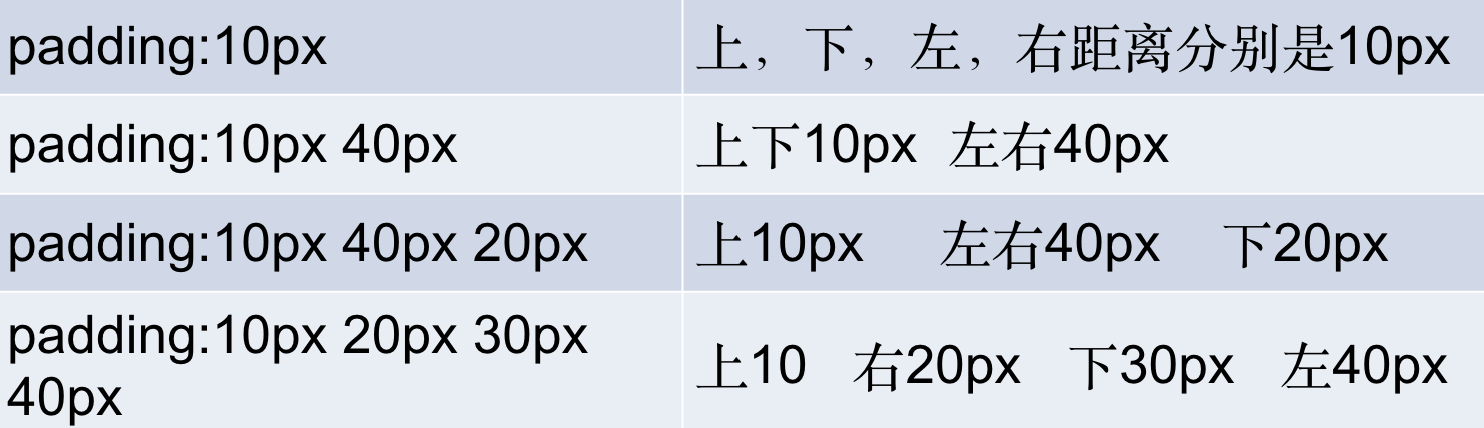 padding:10px
上，下，左，右距离分别是10px
padding:10px 40px
上下10px 左右40px
padding:10px 40px 20px
上10px 左右40px 下20px
padding:10px 20px 30px
40px
上10 右20px 下30px 左40px